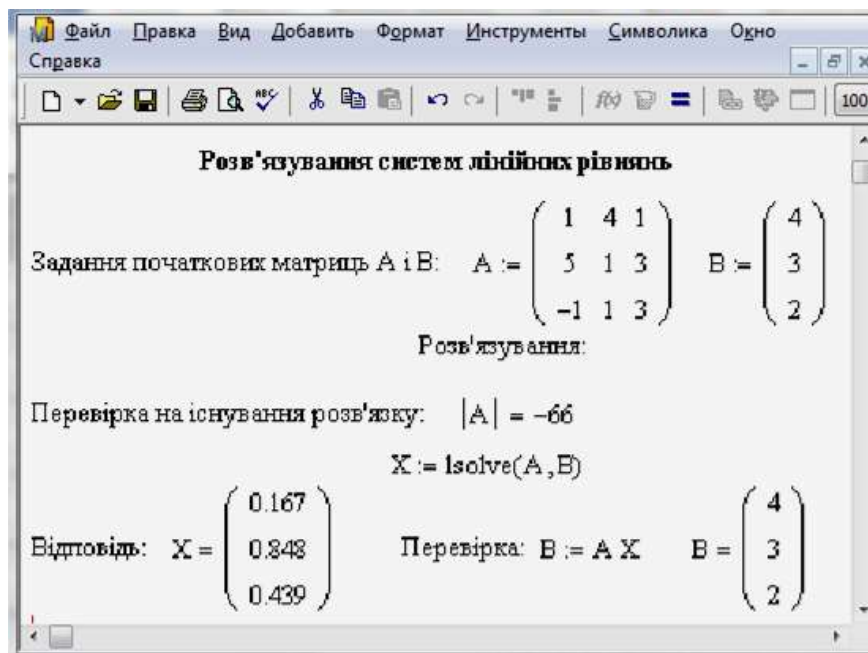 Файл Правка Вид Добавить Формат Инструменты Символика Окно
Справка
ABC f(x) = 100
Розв'язування систем лінійних рівнянь
Задання початкових матриць A і B: A := ( 1 4 1 ) B := ( 4 )
5 1 3 3
-1 1 3 2
Розв'язування:
Перевірка на існування розв'язку: |A| = -66
X := lsolve(A,B)
Відповідь: X = ( 0.167 ) Перевірка: B := A X B = ( 4 )
0.848 3
0.439 2